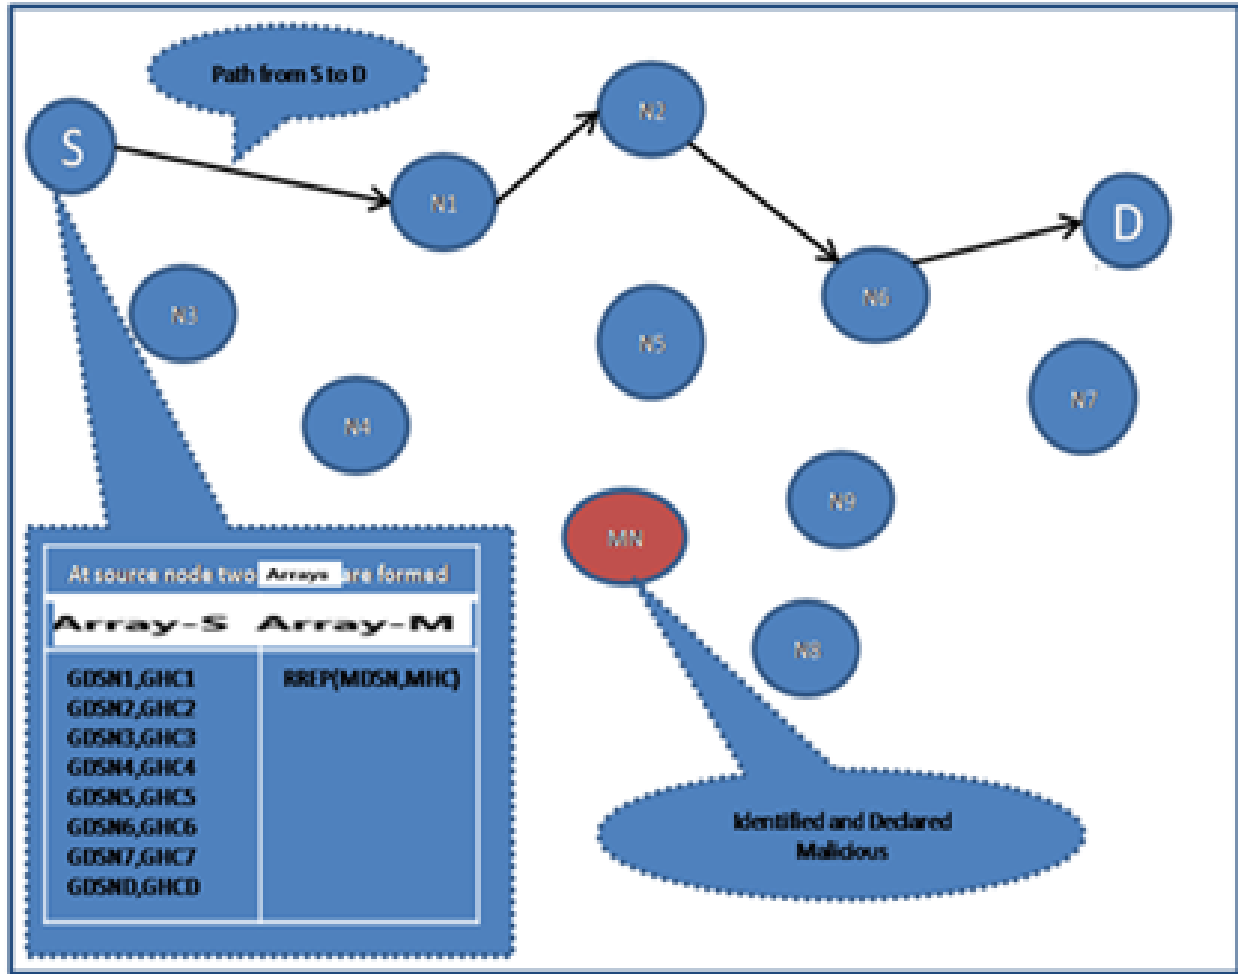 Path from S to D
S
N1
N2
D
N6
N3
N5
N4
N7
N9
MN
N8
At source node two Arrays are formed
Array-S Array-M
GDSN1,GHC1 RREP(MDSN,MHC)
GDSN2,GHC2
GDSN3,GHC3
GDSN4,GHC4
GDSN5,GHC5
GDSN6,GHC6
GDSN7,GHC7
GDSND,GHCD
Identified and Declared
Malicious